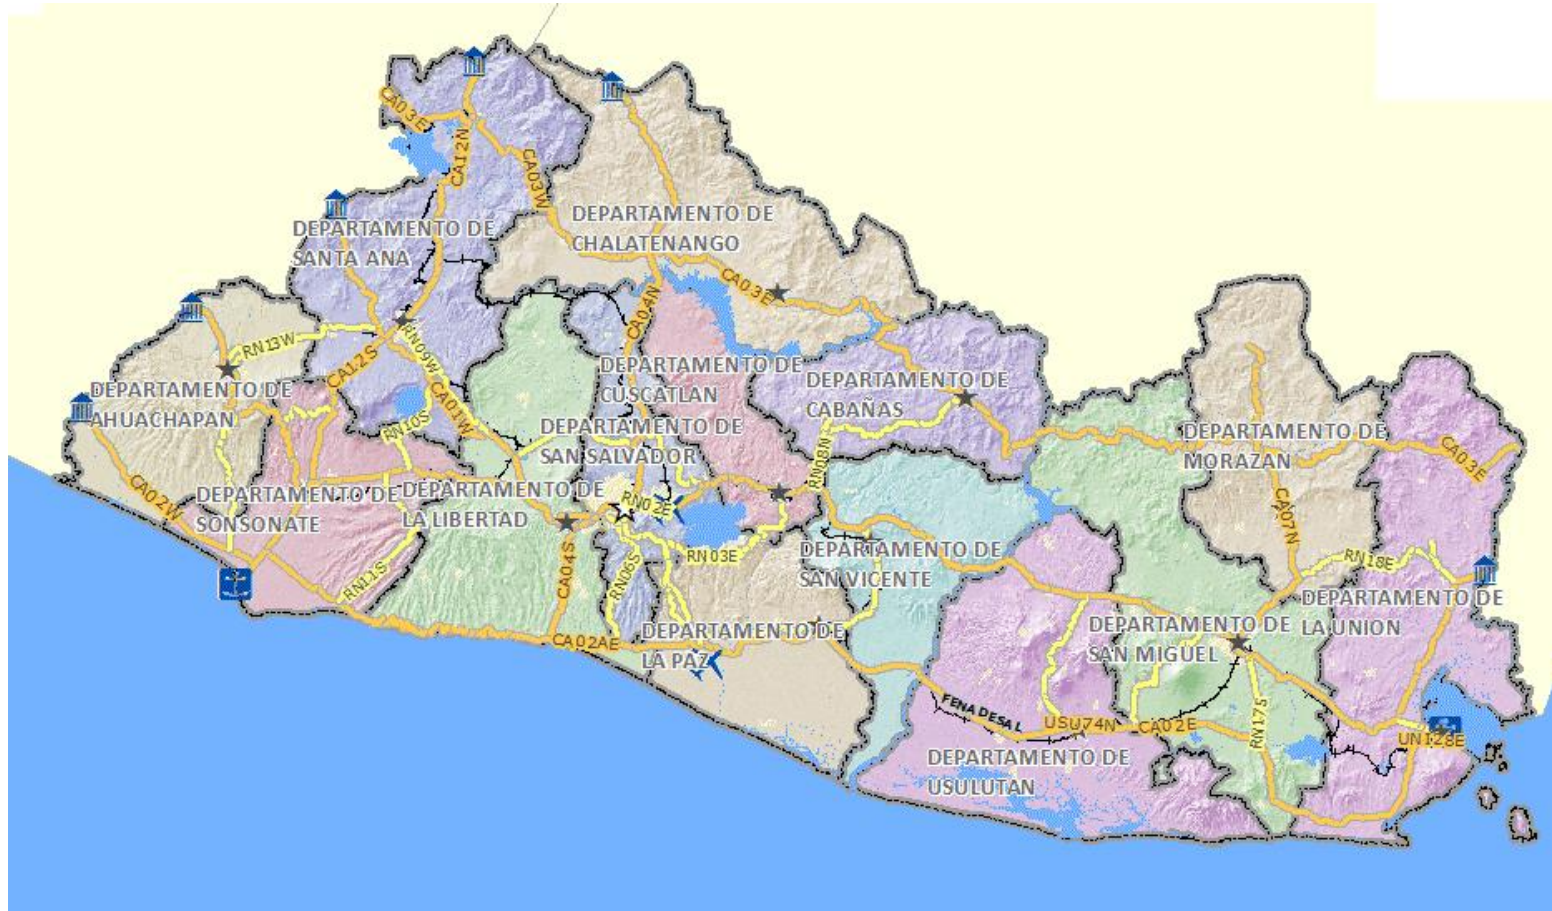 CA03E
CA12N
CA03W
DEPARTAMENTO DE
CHALATENANGO
DEPARTAMENTO DE
SANTA ANA
CA03E
CA04N
RN13W
RN09W
CA12S
DEPARTAMENTO DE
CUSCATLAN
DEPARTAMENTO DE
CABAÑAS
DEPARTAMENTO DE
AHUACHAPAN
CA01W
RN10S
DEPARTAMENTO DE
SAN SALVADOR
RN08N
DEPARTAMENTO DE
MORAZAN
CA03E
CA02W
DEPARTAMENTO DE
SONSONATE
DEPARTAMENTO DE
LA LIBERTAD
RN02E
CA07N
RN03E
DEPARTAMENTO DE
SAN VICENTE
RN18E
RN11S
CA04S
RN06S
DEPARTAMENTO DE
LA UNION
CA02AE
DEPARTAMENTO DE
LA PAZ
DEPARTAMENTO DE
SAN MIGUEL
FENADESAL
USU74N
CA02E
RN17S
UN128E
DEPARTAMENTO DE
USULUTAN